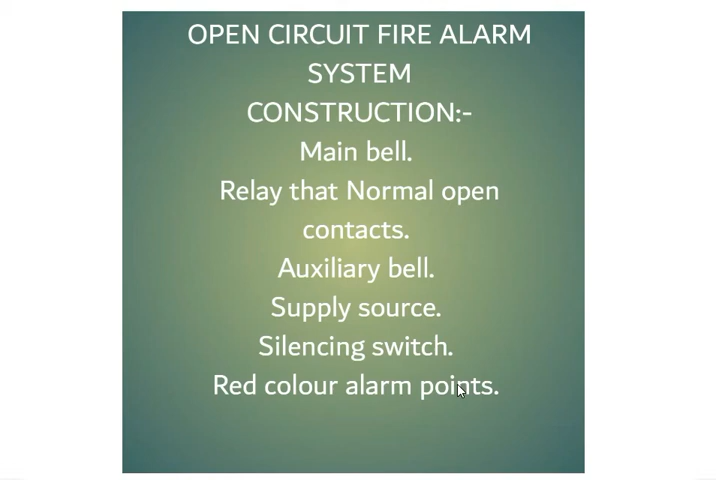 OPEN CIRCUIT FIRE ALARM
SYSTEM
CONSTRUCTION:-
Main bell.
Relay that Normal open
contacts.
Auxiliary bell.
Supply source.
Silencing switch.
Red colour alarm points.